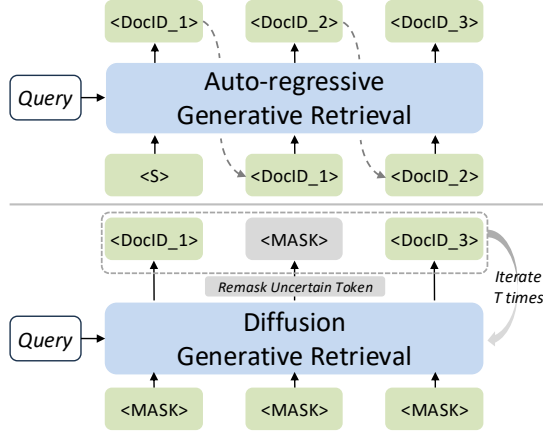 <DocID_1>
<DocID_2>
<DocID_3>
Query
Auto-regressive
Generative Retrieval
<S>
<DocID_1>
<DocID_2>
<DocID_1>
<MASK>
<DocID_3>
Iterate
T times
Remask Uncertain Token
Query
Diffusion
Generative Retrieval
<MASK>
<MASK>
<MASK>